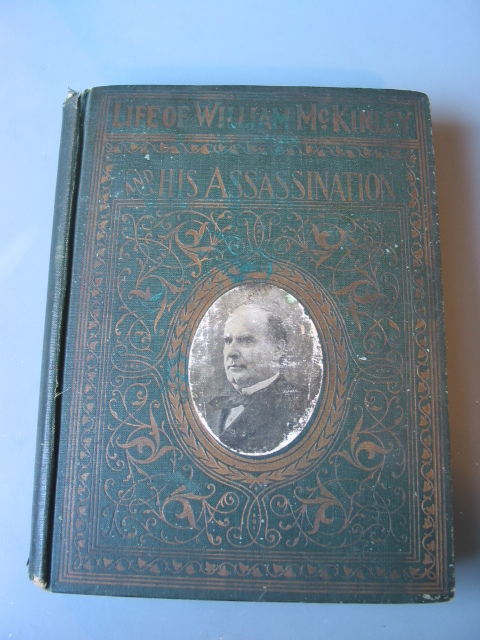 LIFE OF WILLIAM MCKINLEY
AND HIS ASSASSINATION